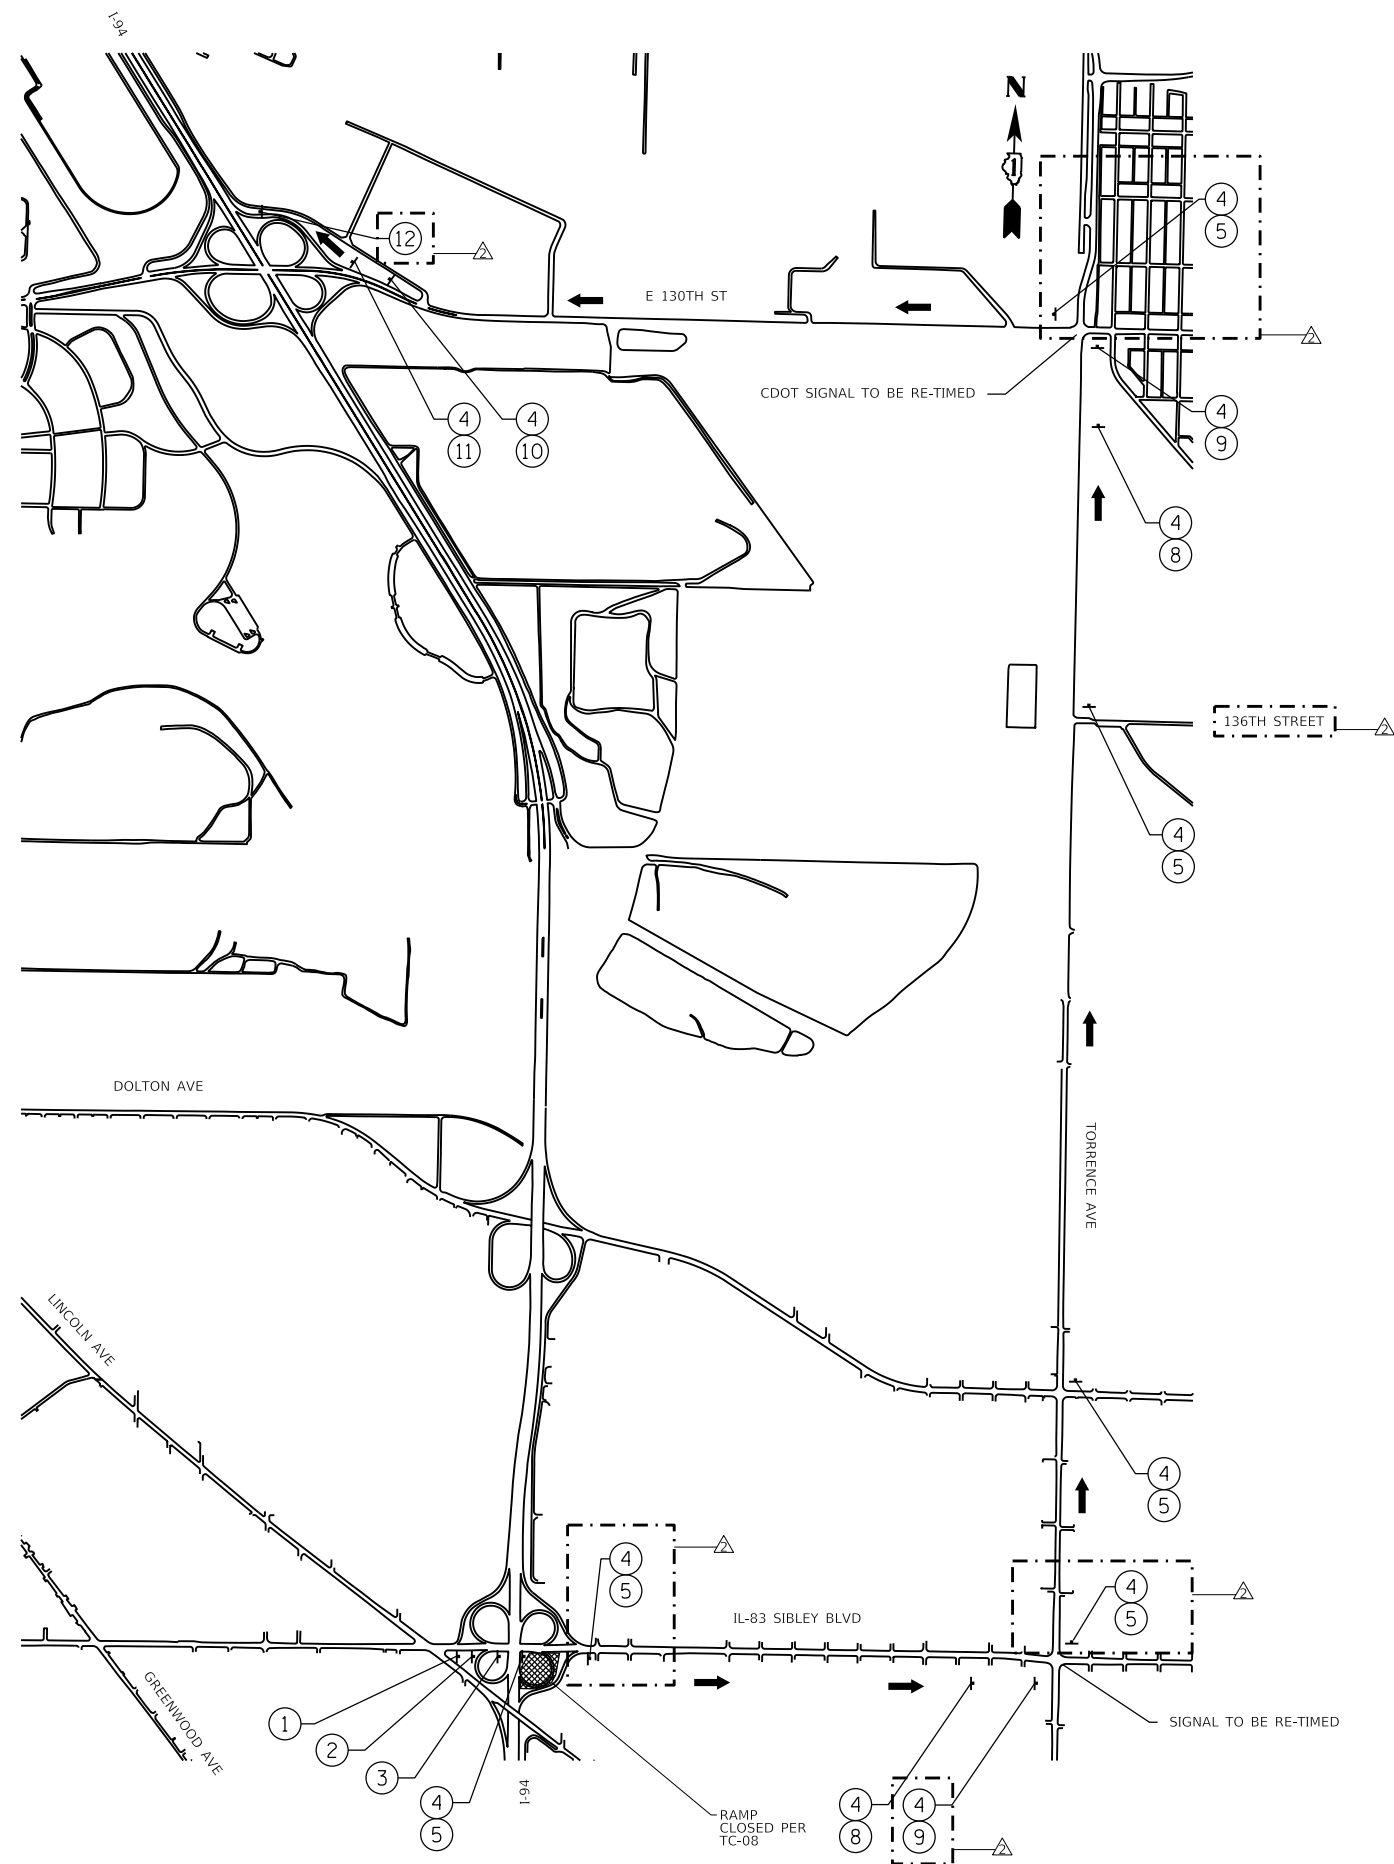 I-94
N
1
4
5
12
2
E 130TH ST
2
CDOT SIGNAL TO BE RE-TIMED
4
11
4
10
4
9
4
8
136TH STREET
2
4
5
DOLTON AVE
TORRENCE AVE
LINCOLN AVE
4
5
2
4
5
2
4
5
IL-83 SIBLEY BLVD
GREENWOOD AVE
1
2
3
4
5
I-94
SIGNAL TO BE RE-TIMED
RAMP
CLOSED PER
TC-08
4
8
4
9
2